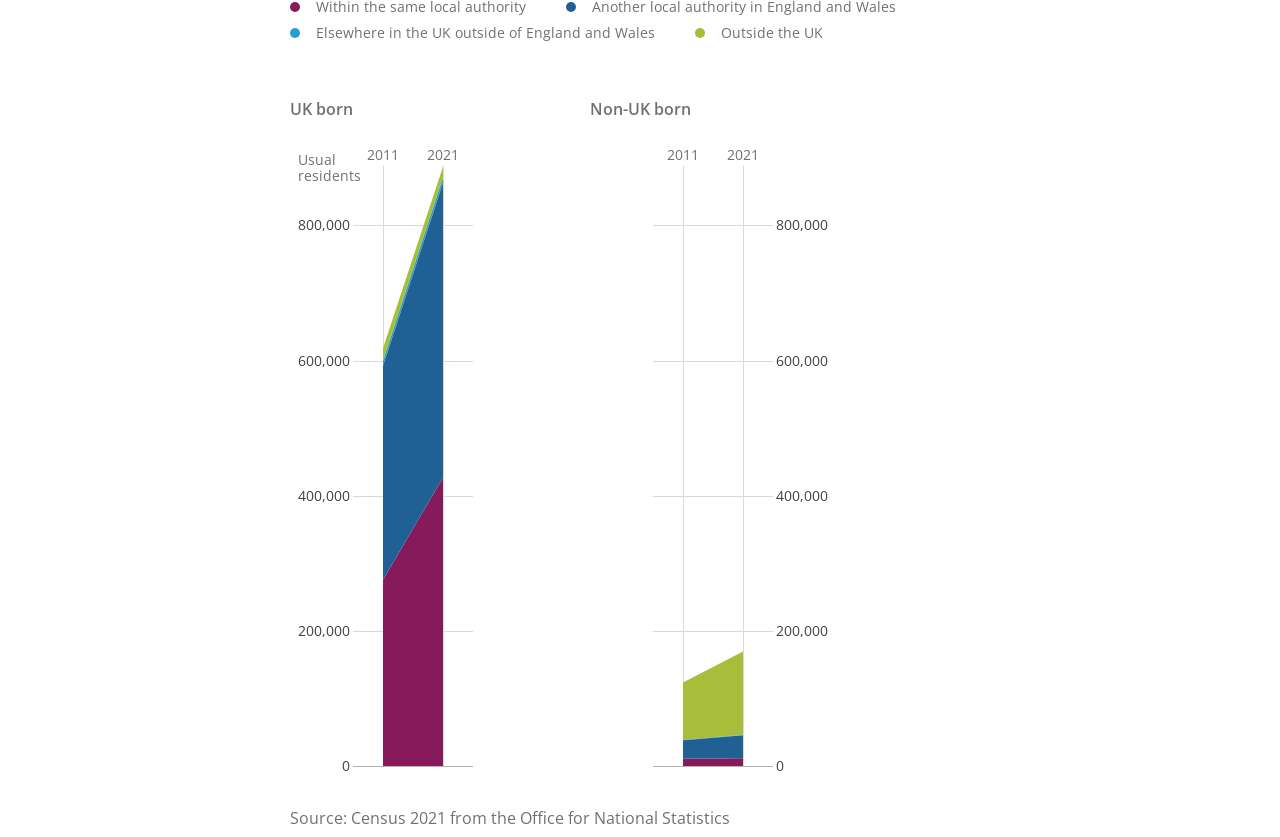 Within the same local authority
Another local authority in England and Wales
Elsewhere in the UK outside of England and Wales
Outside the UK
UK born
Non-UK born
Usual
residents
2011
2021
2011
2021
800,000
800,000
600,000
600,000
400,000
400,000
200,000
200,000
0
0
Source: Census 2021 from the Office for National Statistics